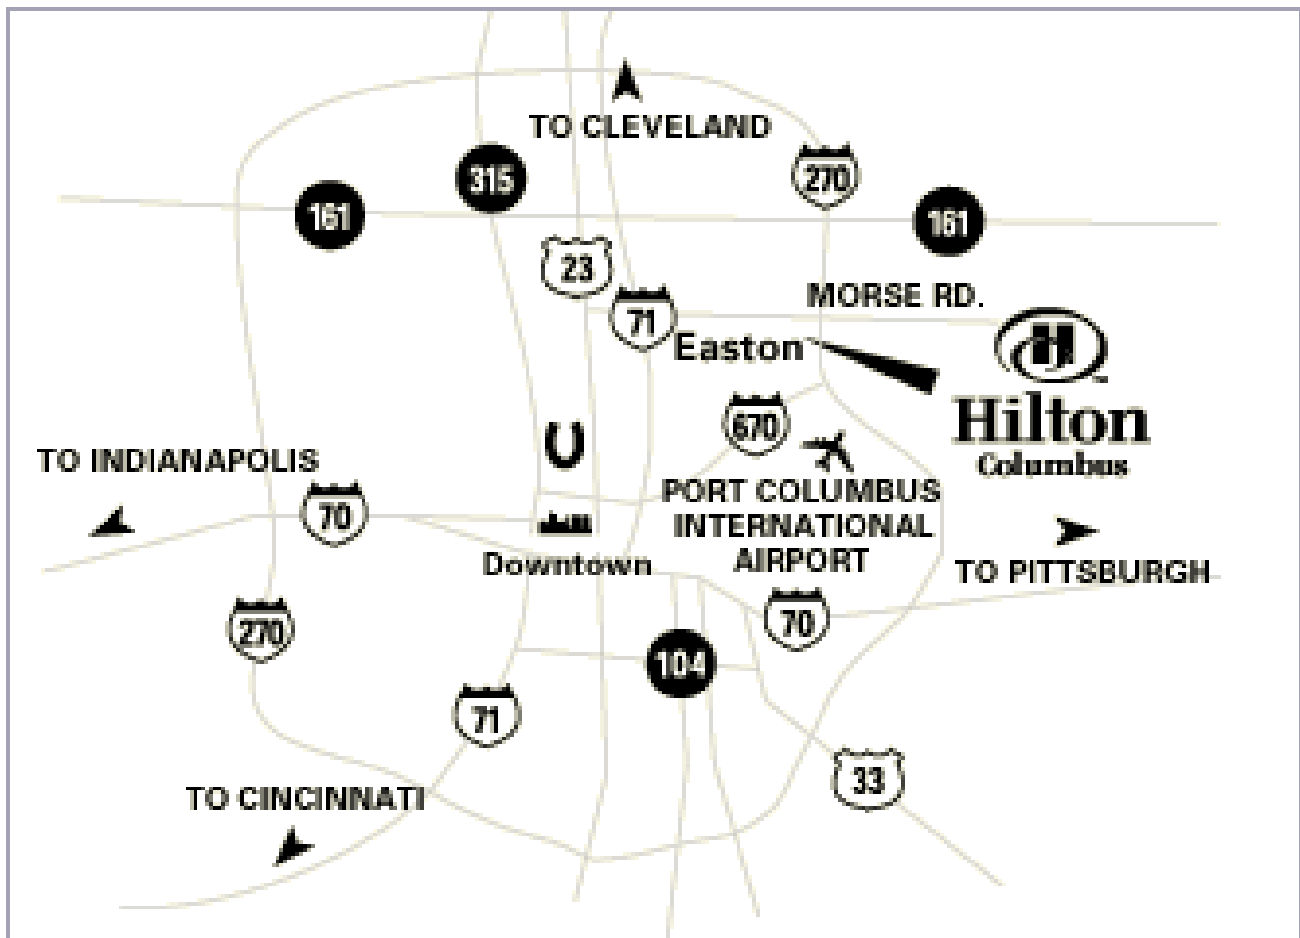 TO CLEVELAND
315
270
161
161
23
MORSE RD.
71
Easton
Hilton
Columbus
670
TO INDIANAPOLIS
70
PORT COLUMBUS
INTERNATIONAL
AIRPORT
Downtown
TO PITTSBURGH
70
270
104
71
33
TO CINCINNATI